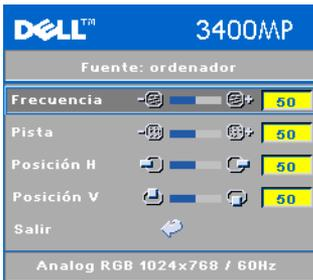 DELL™ 3400MP
Fuente: ordenador
Frecuencia - + 50
Pista - + 50
Posición H 50
Posición V 50
Salir
Analog RGB 1024x768 / 60Hz